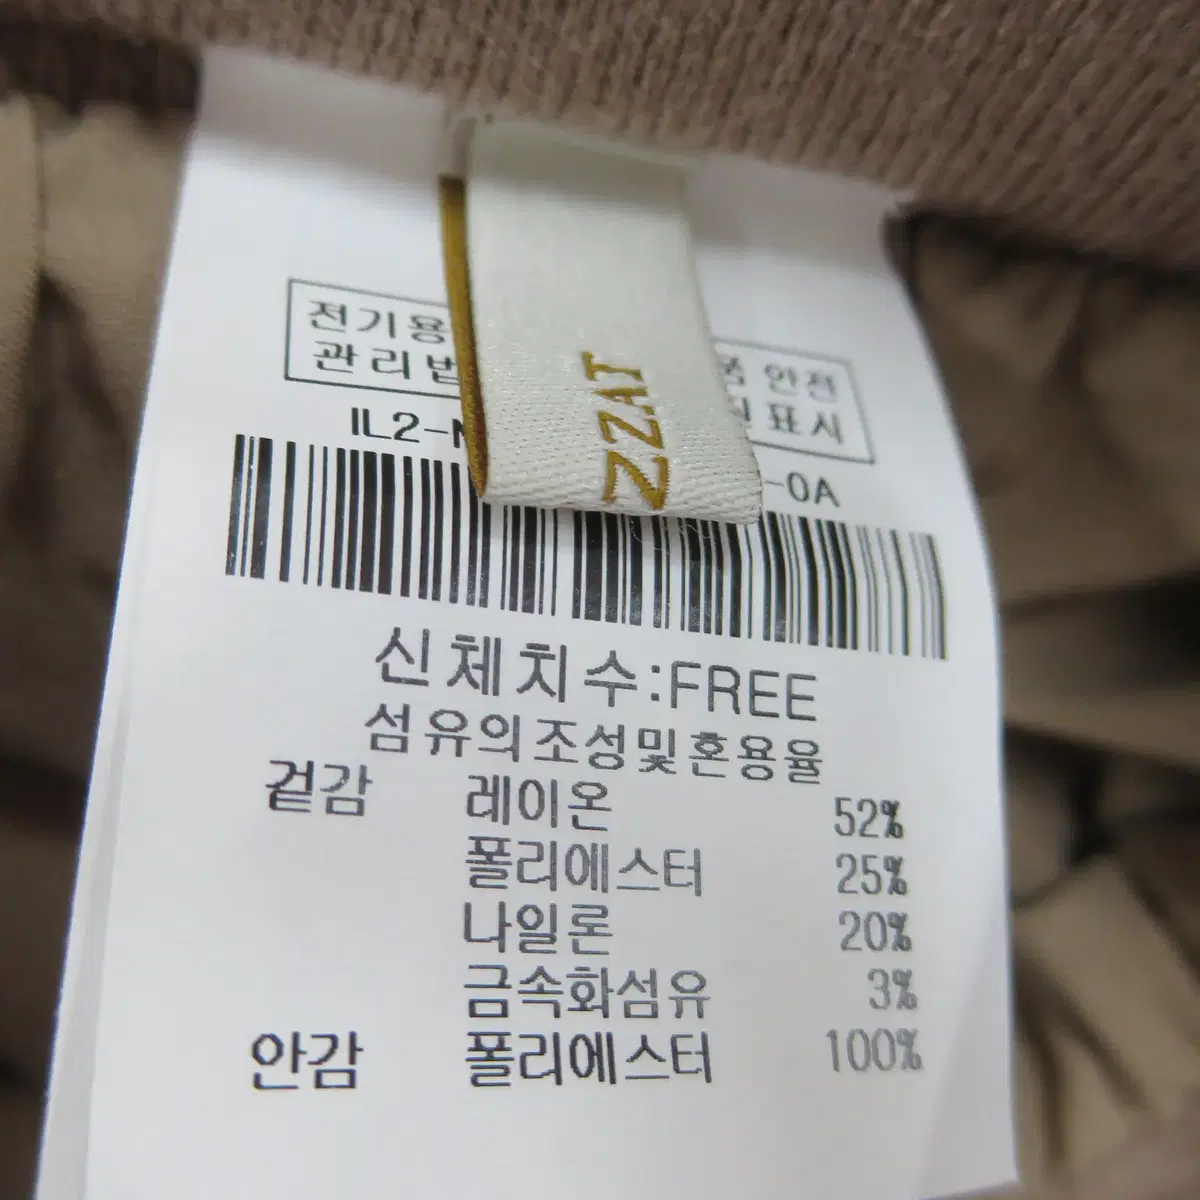 전기용 품 안전
관리법 표시
IL2- -0A
ZZAT
신체치수:FREE
섬유의조성및혼용율
겉감 레이온 52%
폴리에스터 25%
나일론 20%
금속화섬유 3%
안감 폴리에스터 100%